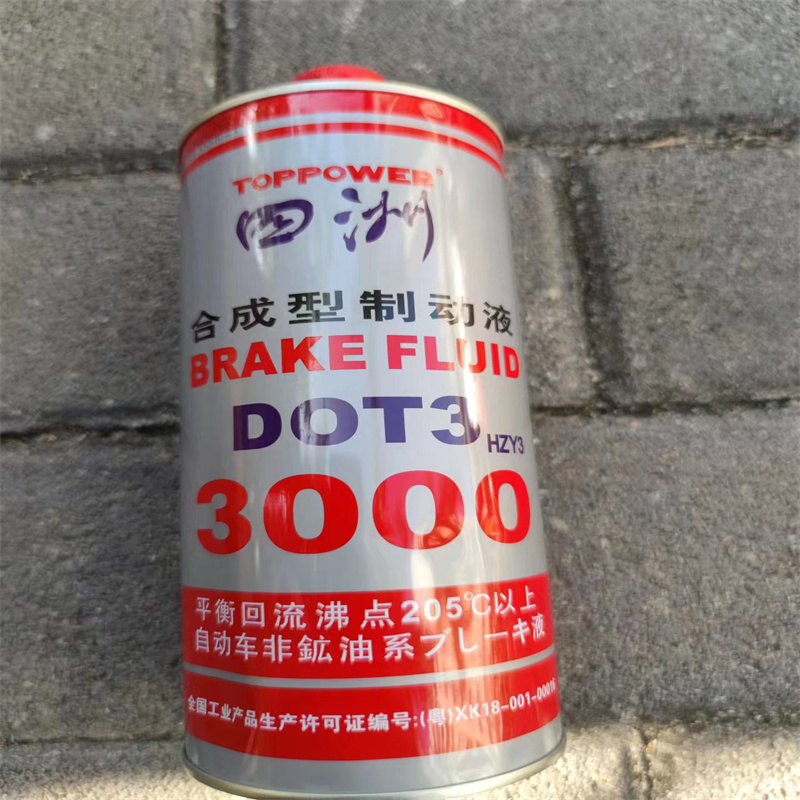 TOPPOWER®
四洲
合成型制动液
BRAKE FLUID
DOT3 HZY3
3000
平衡回流沸点205℃以上
自动车非鉱油系ブレーキ液
全国工业产品生产许可证编号:(粤)XK18-001-00016